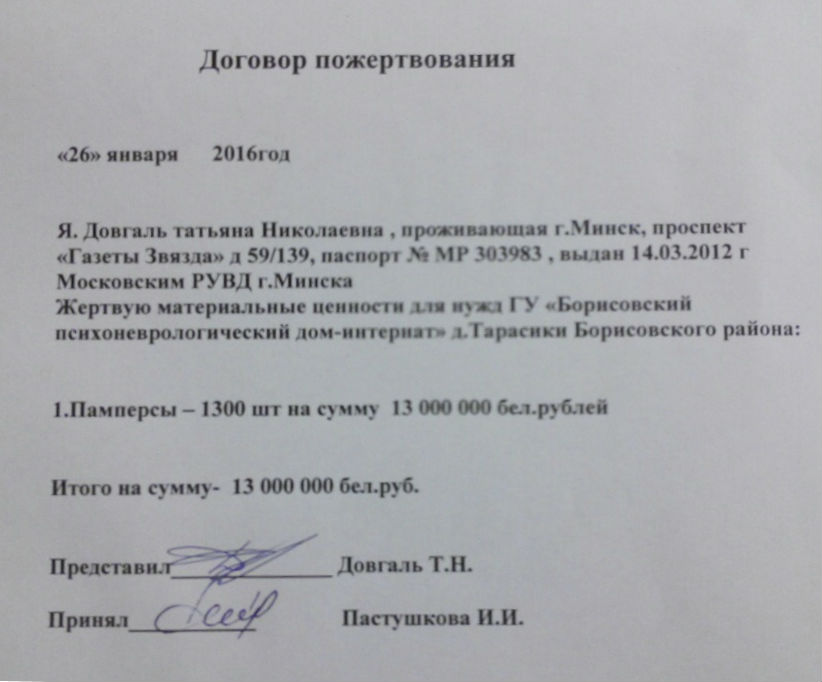 Договор пожертвования
«26» января 2016год
Я. Довгаль татьяна Николаевна , проживающая г.Минск, проспект
«Газеты Звязда» д 59/139, паспорт № МР 303983 , выдан 14.03.2012 г
Московским РУВД г.Минска
Жертвую материальные ценности для нужд ГУ «Борисовский
психоневрологический дом-интернат» д.Тарасики Борисовского района:
1.Памперсы – 1300 шт на сумму 13 000 000 бел.рублей
Итого на сумму- 13 000 000 бел.руб.
Представил______________ Довгаль Т.Н.
Принял___________ Пастушкова И.И.